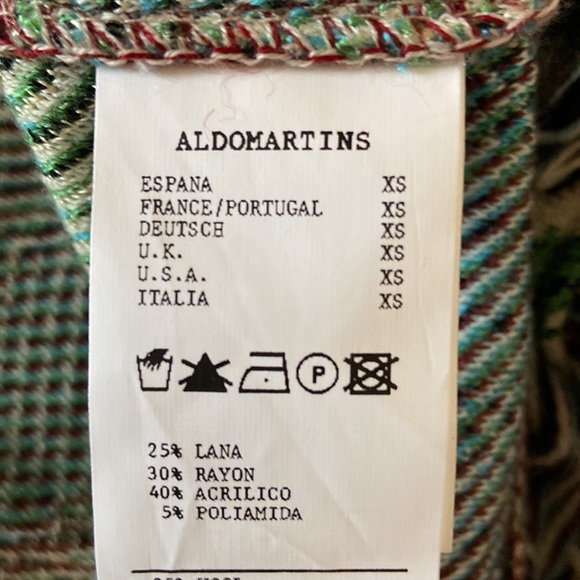 ALDOMARTINS
ESPANA XS
FRANCE/PORTUGAL XS
DEUTSCH XS
U.K. XS
U.S.A. XS
ITALIA XS
P
25% LANA
30% RAYON
40% ACRILICO
5% POLIAMIDA